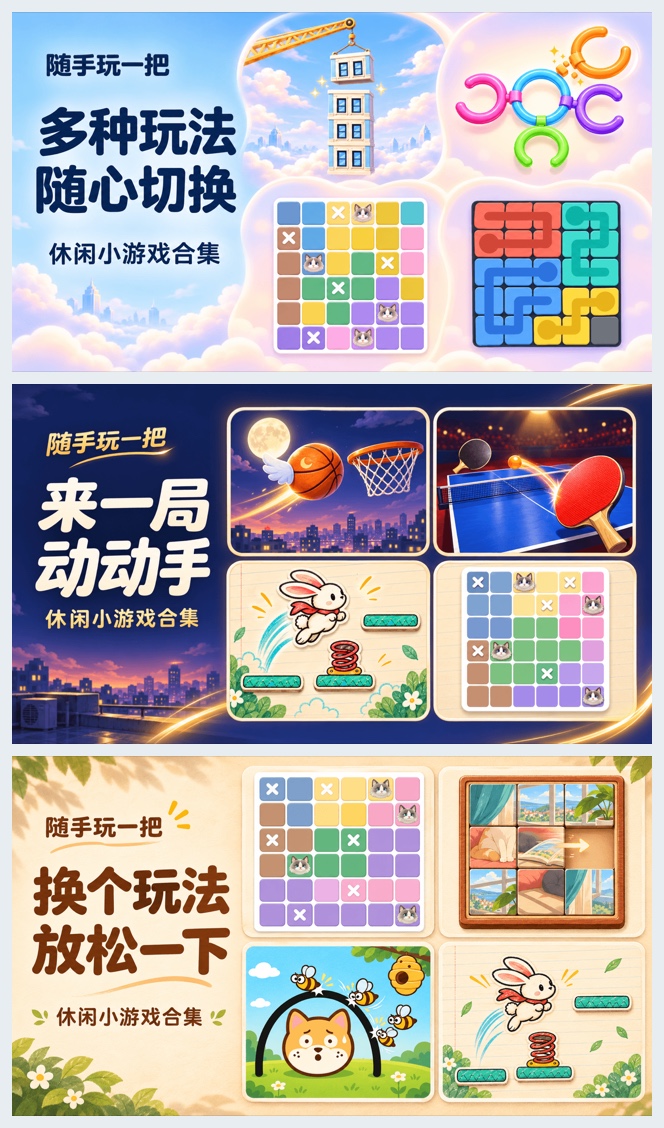 随手玩一把
多种玩法
随心切换
休闲小游戏合集
随手玩一把
来一局
动动手
休闲小游戏合集
随手玩一把
换个玩法
放松一下
休闲小游戏合集